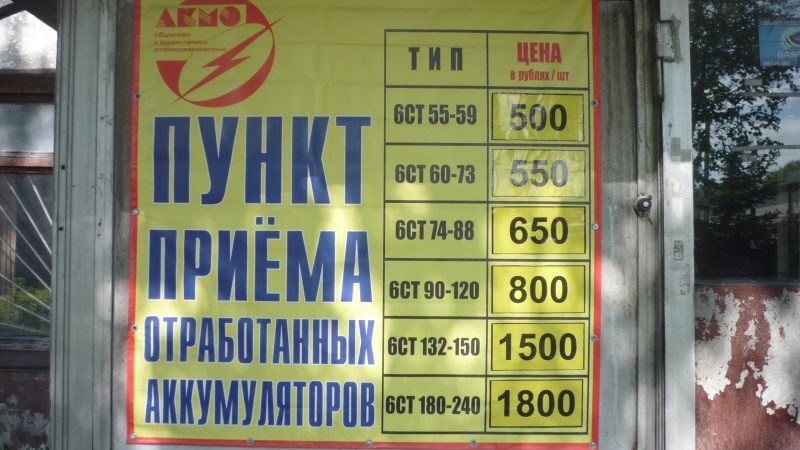 АКМО
общество
с ограниченной
ответственностью
ПУНКТ
ПРИЁМА
ОТРАБОТАННЫХ
АККУМУЛЯТОРОВ
ТИП ЦЕНА
в рублях / шт
6СТ 55-59 500
6СТ 60-73 550
6СТ 74-88 650
6СТ 90-120 800
6СТ 132-150 1500
6СТ 180-240 1800